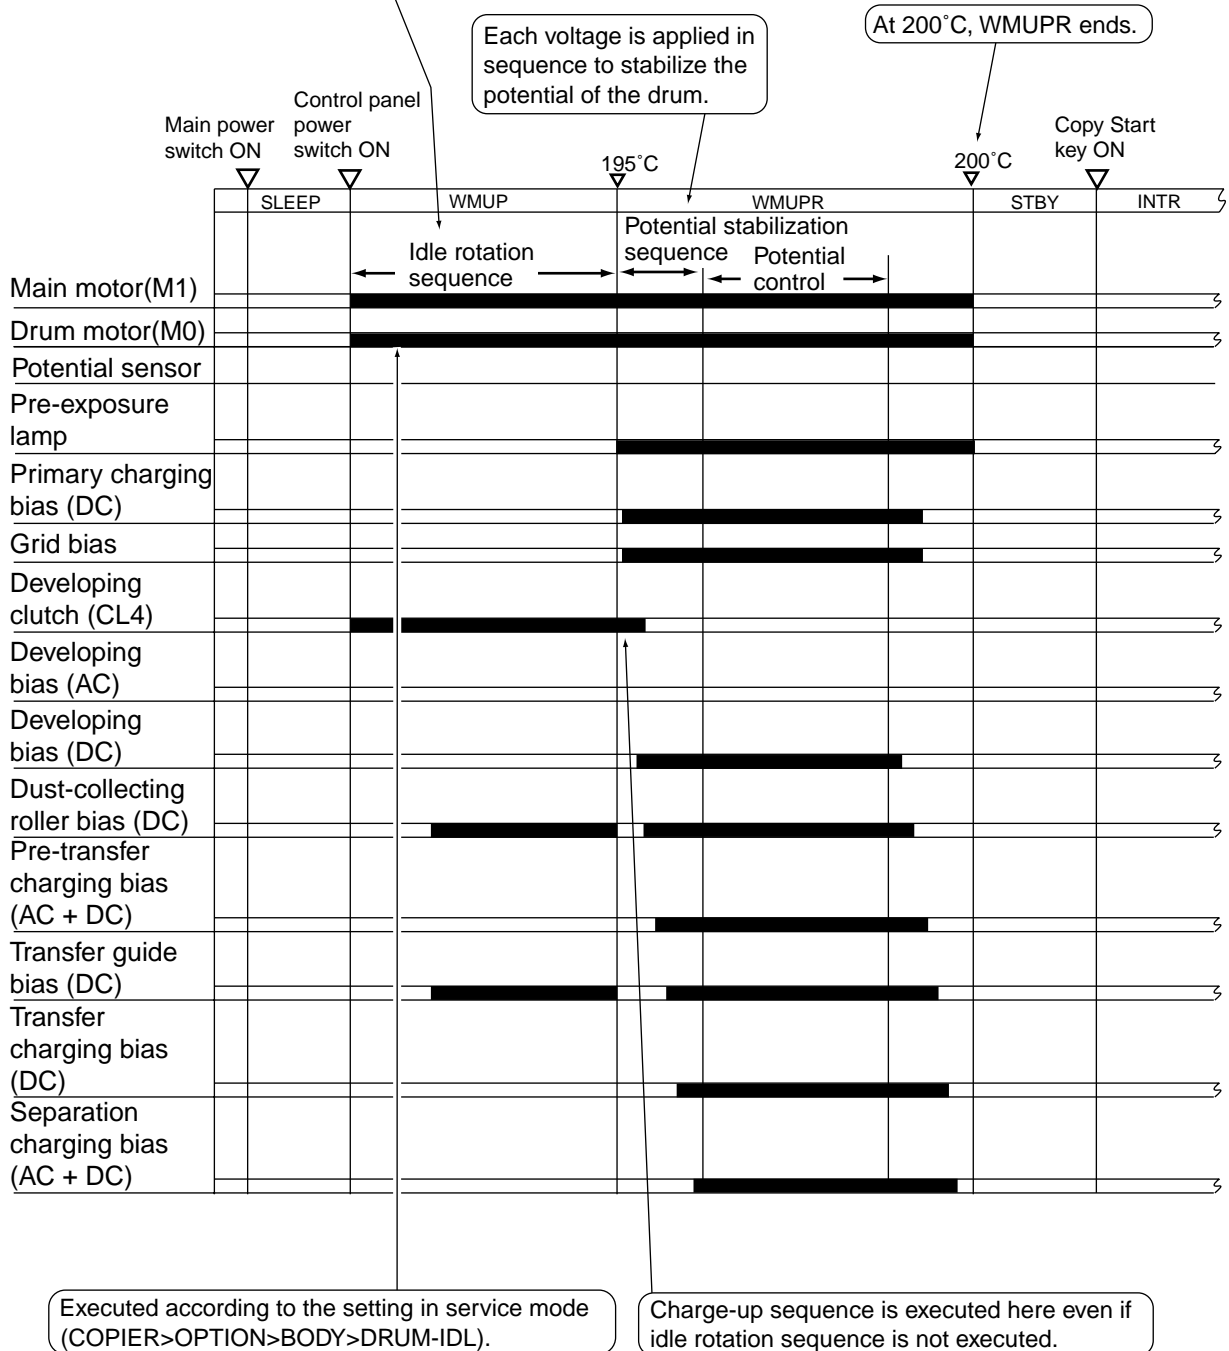 Each voltage is applied in
sequence to stabilize the
potential of the drum.
At 200˚C, WMUPR ends.
Main power
switch ON
Control panel
power
switch ON
195˚C
200˚C
Copy Start
key ON
SLEEP
WMUP
WMUPR
STBY
INTR
Idle rotation
sequence
Potential stabilization
sequence
Potential
control
Main motor(M1)
Drum motor(M0)
Potential sensor
Pre-exposure
lamp
Primary charging
bias (DC)
Grid bias
Developing
clutch (CL4)
Developing
bias (AC)
Developing
bias (DC)
Dust-collecting
roller bias (DC)
Pre-transfer
charging bias
(AC + DC)
Transfer guide
bias (DC)
Transfer
charging bias
(DC)
Separation
charging bias
(AC + DC)
Executed according to the setting in service mode
(COPIER>OPTION>BODY>DRUM-IDL).
Charge-up sequence is executed here even if
idle rotation sequence is not executed.